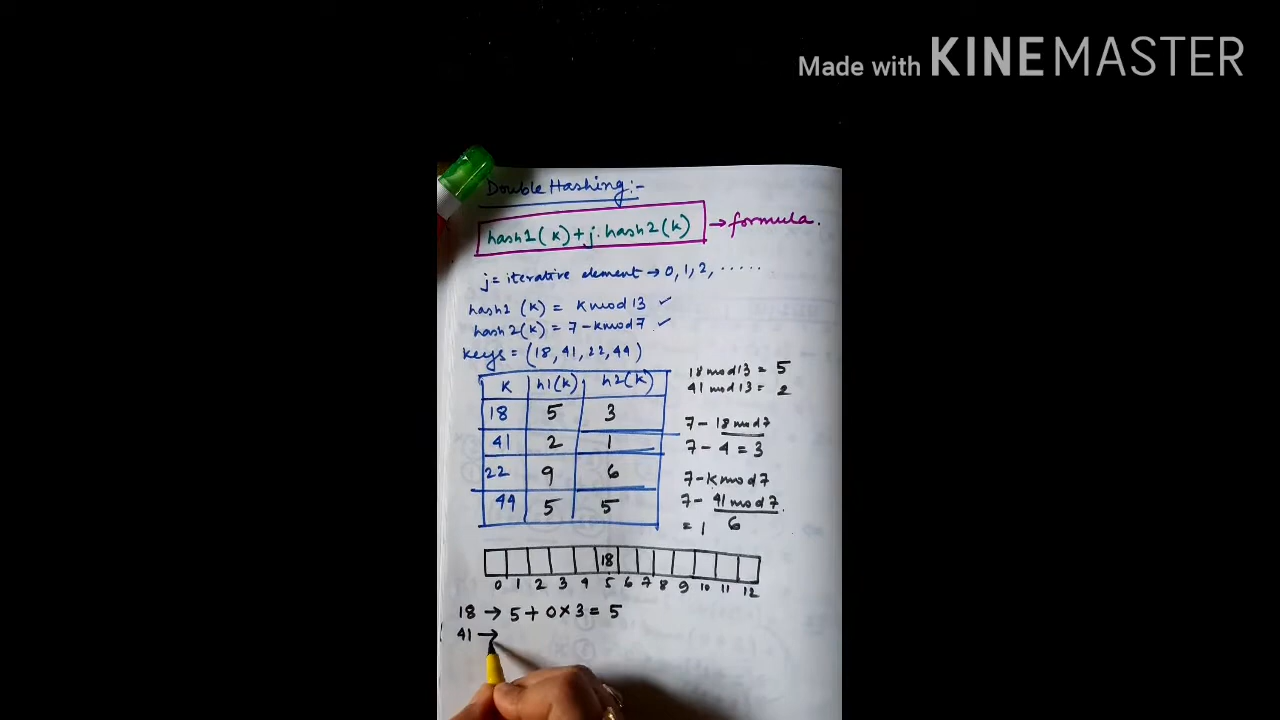 Made with KINEMASTER
Double Hashing:-
hash1(k)+j.hash2(k) → formula.
j= iterative element → 0, 1, 2, ......
hash1 (k) = k mod 13 ✓
hash2(k) = 7 - k mod 7 ✓
keys = (18, 41, 22, 44)
18 mod 13 = 5
41 mod 13 = 2
K h1(k) h2(k)
18 5 3
41 2 1
22 9 6
44 5 5
7 - 18 mod 7
7 - 4 = 3
7 - k mod 7
7 - 41 mod 7.
= 1 6
18
0 1 2 3 4 5 6 7 8 9 10 11 12
18 → 5 + 0 × 3 = 5
41 →